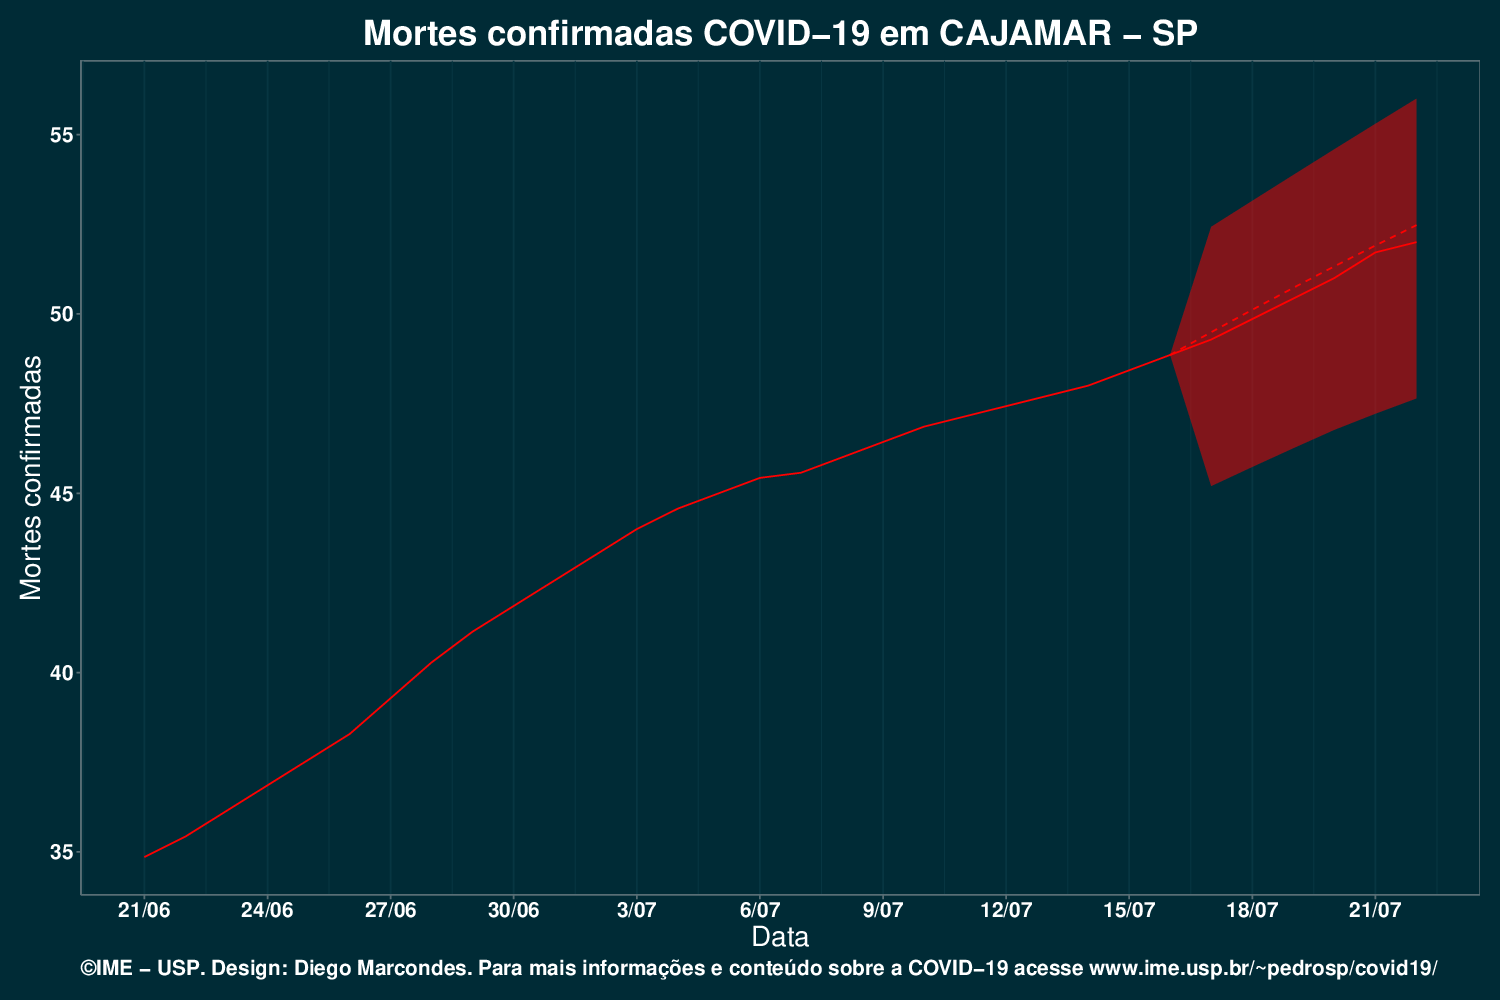 Mortes confirmadas COVID−19 em CAJAMAR − SP
Mortes confirmadas
55
50
45
40
35
21/06 24/06 27/06 30/06 3/07 6/07 9/07 12/07 15/07 18/07 21/07
Data
©IME − USP. Design: Diego Marcondes. Para mais informações e conteúdo sobre a COVID−19 acesse www.ime.usp.br/~pedrosp/covid19/